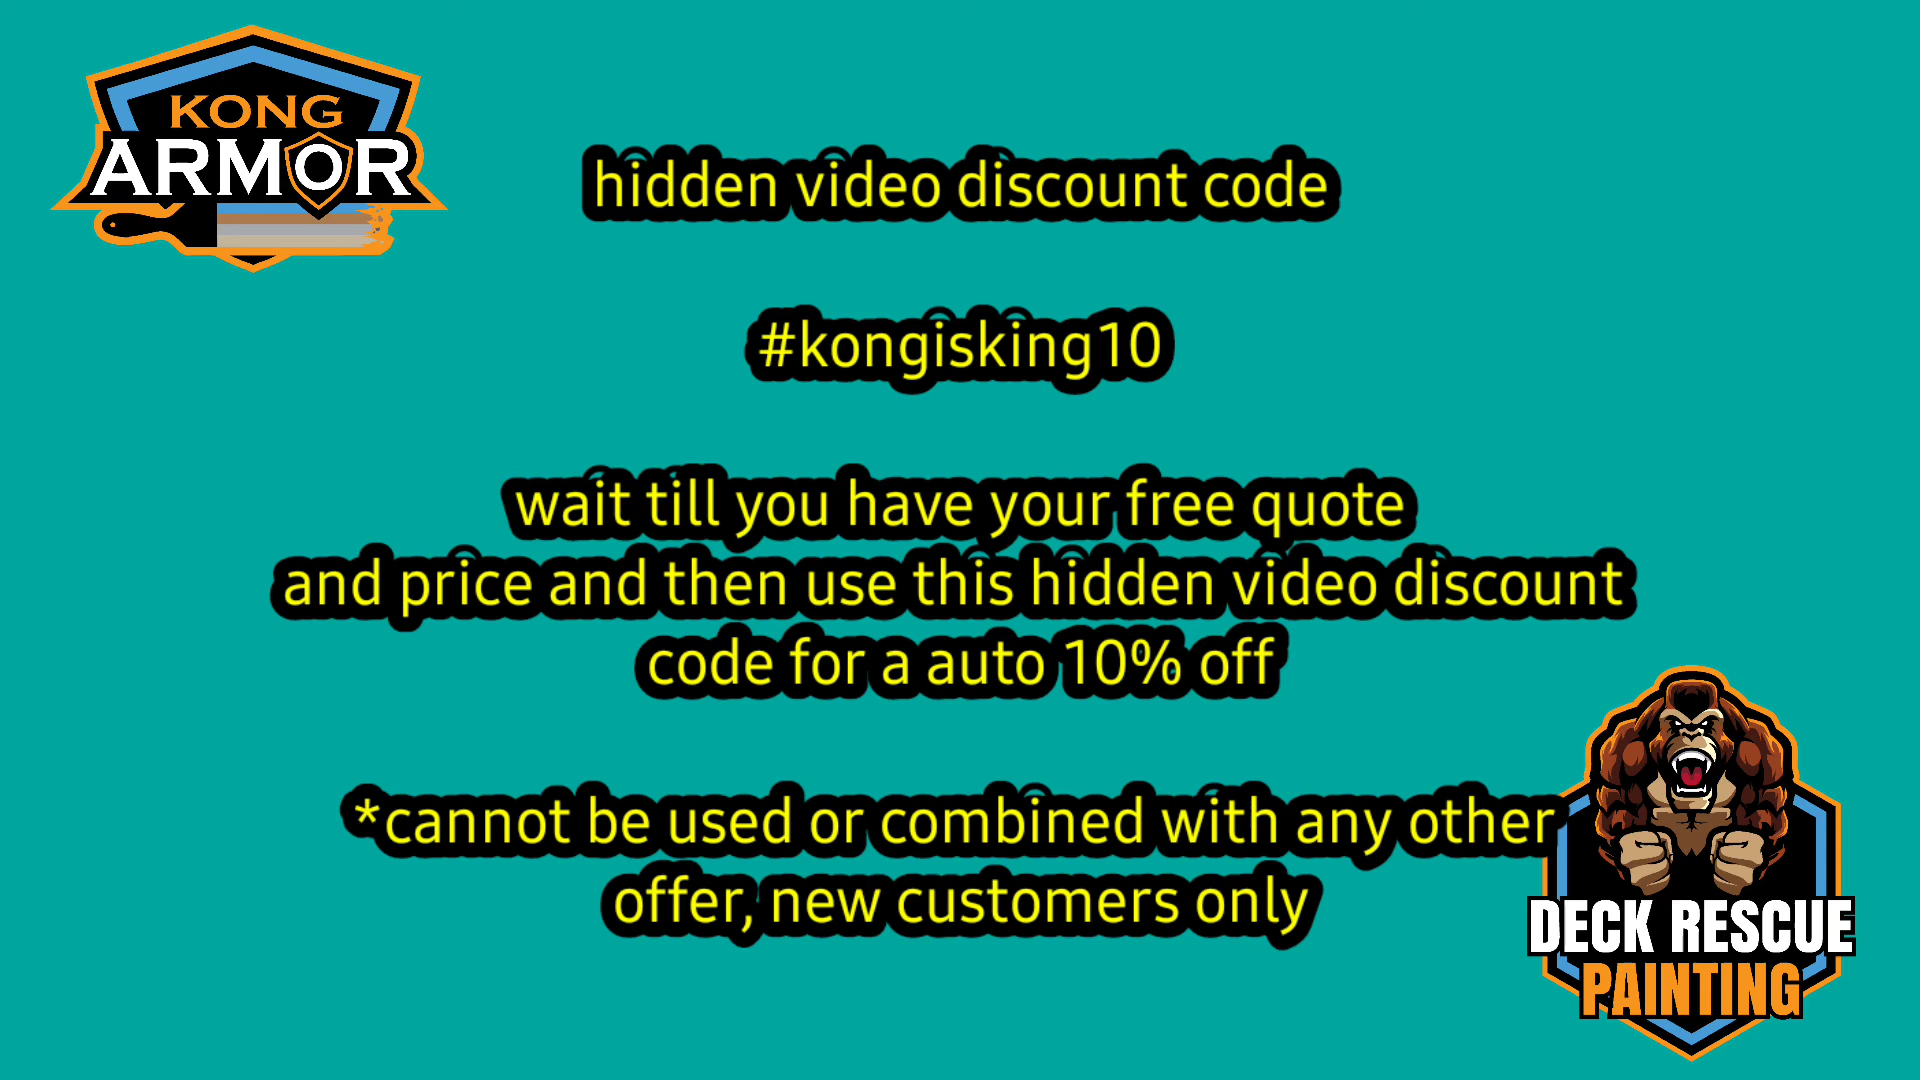 KONG
ARMOR
hidden video discount code
#kongisking10
wait till you have your free quote
and price and then use this hidden video discount
code for a auto 10% off
*cannot be used or combined with any other
offer, new customers only
DECK RESCUE
PAINTING